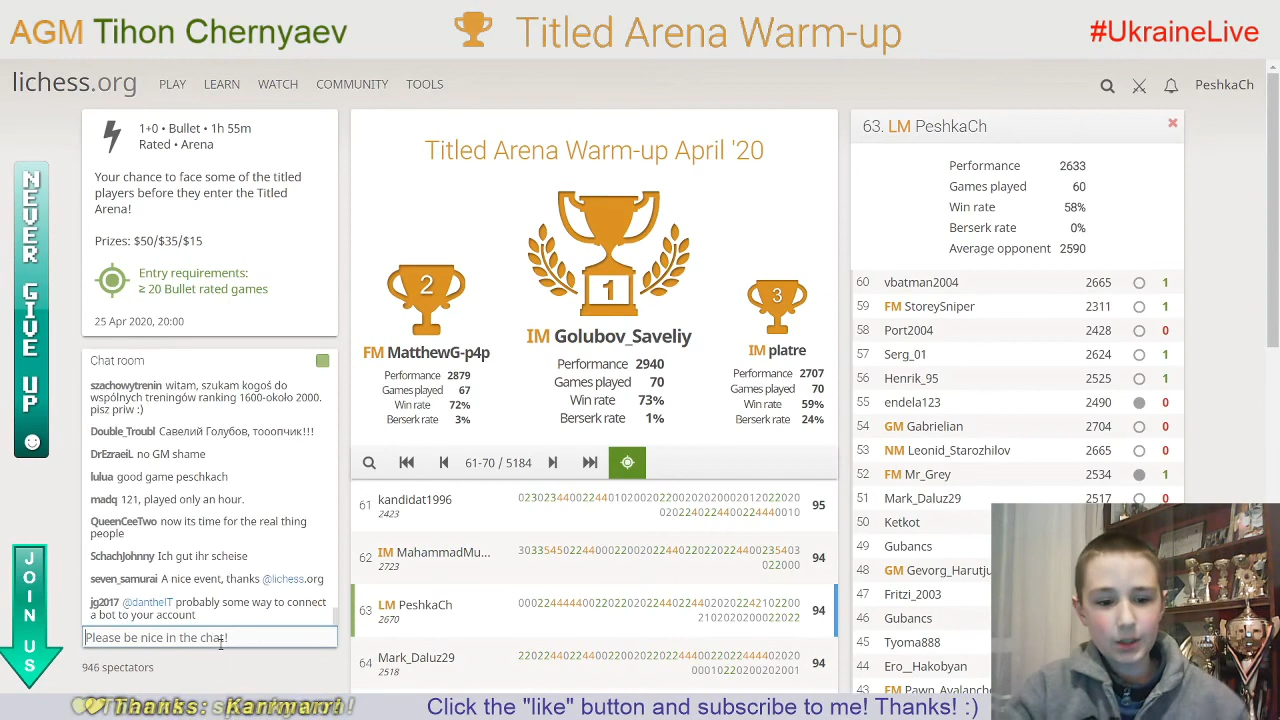 AGM Tihon Chernyaev
Titled Arena Warm-up
#UkraineLive
lichess.org
PLAY LEARN WATCH COMMUNITY TOOLS
PeshkaCh
NEVER GIVE UP
JOIN US
1+0 • Bullet • 1h 55m
Rated • Arena
Your chance to face some of the titled
players before they enter the Titled
Arena!
Prizes: $50/$35/$15
Entry requirements:
≥ 20 Bullet rated games
25 Apr 2020, 20:00
Chat room
szachowytrenin witam, szukam kogoś do
wspólnych treningów ranking 1600-około 2000.
pisz priw :)
Double_Troubl Савелий Голубов, тооопчик!!!
DrEzraeiL no GM shame
lulua good game peschkach
madq 121, played only an hour.
QueenCeeTwo now its time for the real thing
people
SchachJohnny Ich gut ihr scheise
seven_samurai A nice event, thanks @lichess.org
jg2017 @dantheIT probably some way to connect
a bot to your account
Please be nice in the chat!
946 spectators
Titled Arena Warm-up April '20
2
1
3
FM MatthewG-p4p
Performance 2879
Games played 67
Win rate 72%
Berserk rate 3%
IM Golubov_Saveliy
Performance 2940
Games played 70
Win rate 73%
Berserk rate 1%
IM platre
Performance 2707
Games played 70
Win rate 59%
Berserk rate 24%
61-70 / 5184
61 kandidat1996 95
2423
62 IM MahammadMu... 94
2723
63 LM PeshkaCh 94
2670
64 Mark_Daluz29 94
2518
63. LM PeshkaCh
Performance 2633
Games played 60
Win rate 58%
Berserk rate 0%
Average opponent 2590
60 vbatman2004 2665 1
59 FM StoreySniper 2311 1
58 Port2004 2428 0
57 Serg_01 2624 1
56 Henrik_95 2525 1
55 endela123 2490 0
54 GM Gabrielian 2704 0
53 NM Leonid_Starozhilov 2665 0
52 FM Mr_Grey 2534 1
51 Mark_Daluz29 2517
50 Ketkot
49 Gubancs
48 GM Gevorg_Harutju
47 Fritzi_2003
46 Gubancs
45 Tyoma888
44 Ero__Hakobyan
43 FM Pawn_Avalanche
Thanks:
Click the "like" button and subscribe to me! Thanks! :)